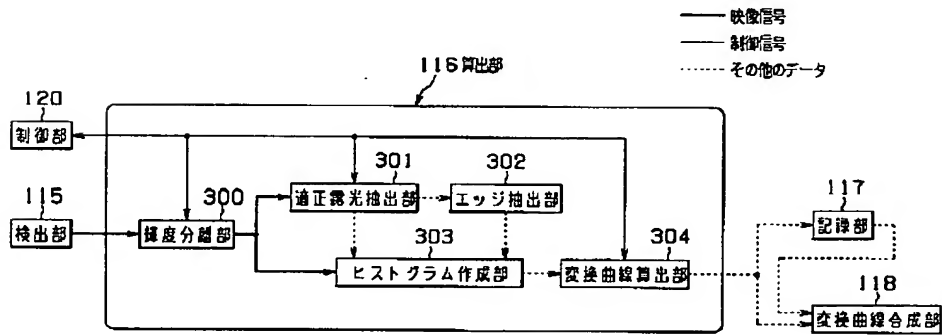 映像信号
制御信号
その他のデータ
116 算出部
120
制御部
115
検出部
300
輝度分離部
301
適正露光抽出部
302
エッジ抽出部
303
ヒストグラム作成部
304
変換曲線算出部
117
記録部
118
変換曲線合成部